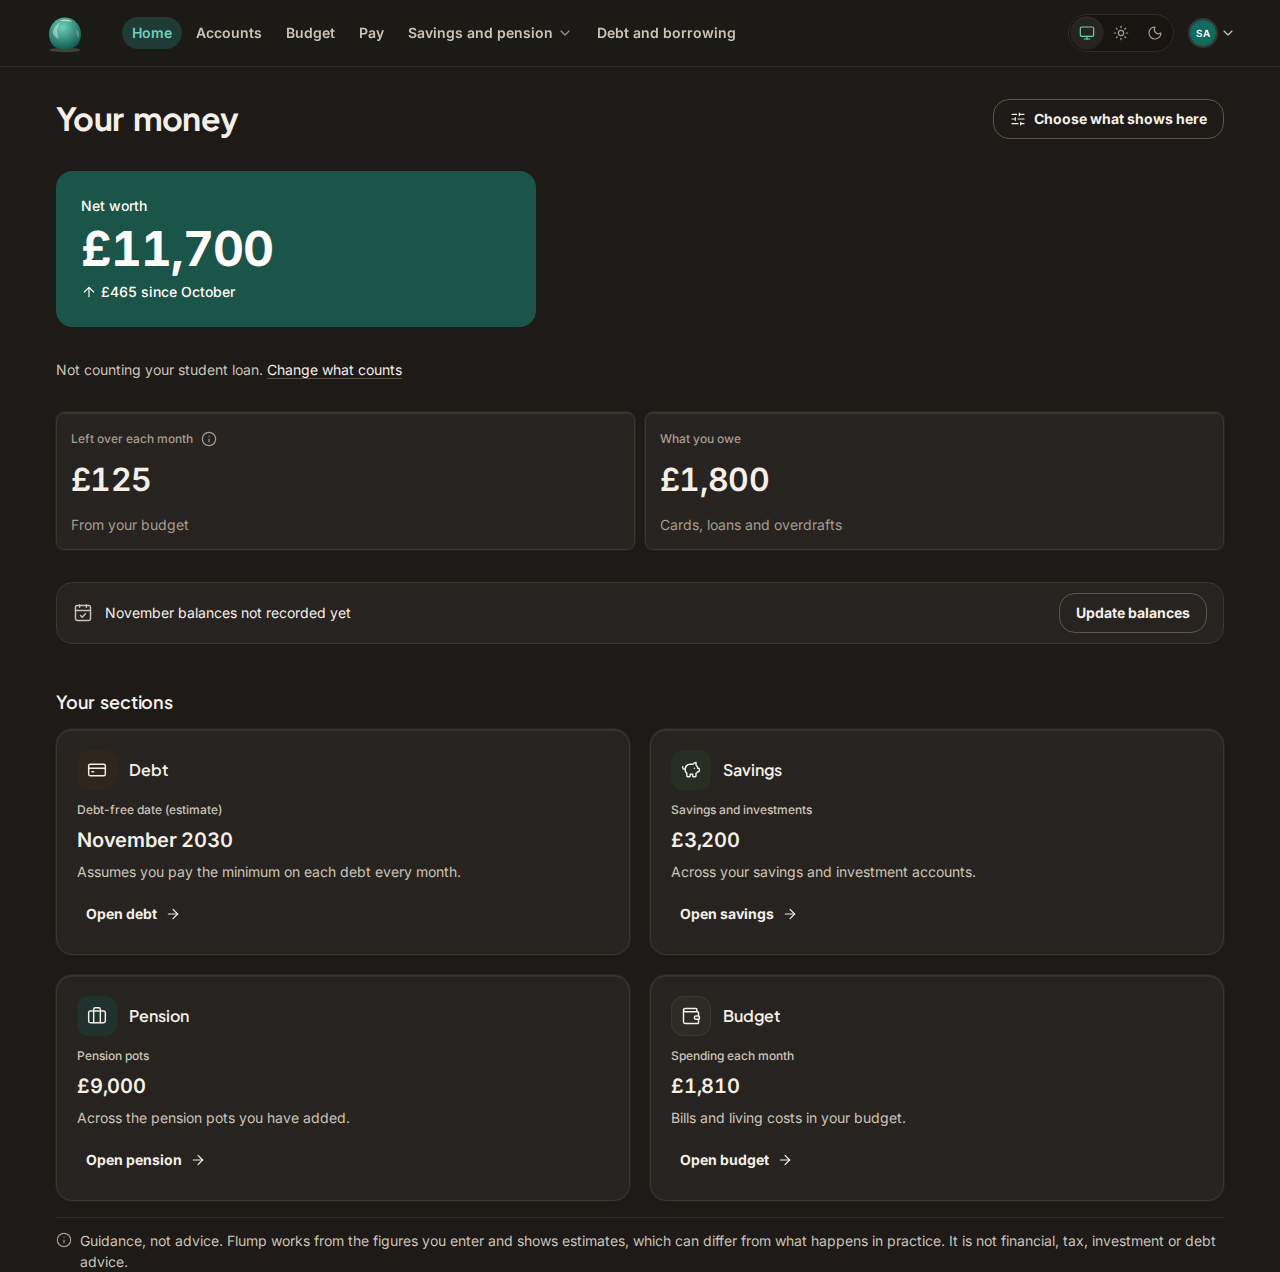 Home Accounts Budget Pay Savings and pension Debt and borrowing SA
Your money
Choose what shows here
Net worth
£11,700
£465 since October
Not counting your student loan. Change what counts
Left over each month
£125
From your budget
What you owe
£1,800
Cards, loans and overdrafts
November balances not recorded yet
Update balances
Your sections
Debt
Debt-free date (estimate)
November 2030
Assumes you pay the minimum on each debt every month.
Open debt
Savings
Savings and investments
£3,200
Across your savings and investment accounts.
Open savings
Pension
Pension pots
£9,000
Across the pension pots you have added.
Open pension
Budget
Spending each month
£1,810
Bills and living costs in your budget.
Open budget
Guidance, not advice. Flump works from the figures you enter and shows estimates, which can differ from what happens in practice. It is not financial, tax, investment or debt
advice.